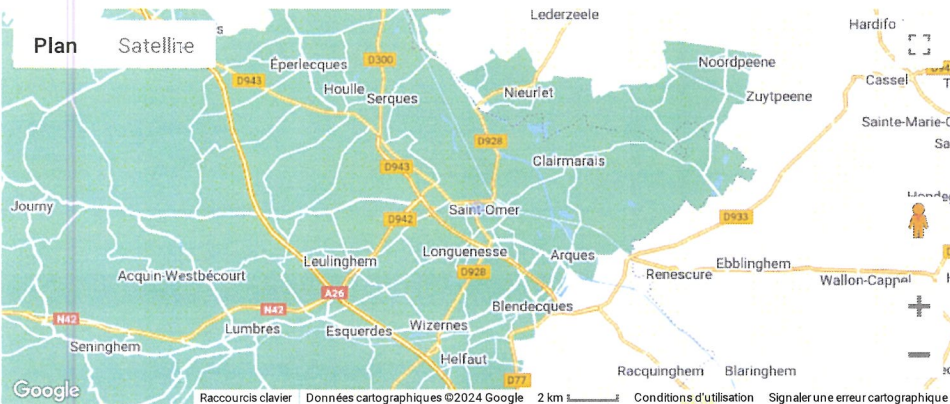 Lederzeele
Hardifo
Plan Satellite
Éperlecques
D300
Noordpeene
D943
Houlle
Serques
Nieurlet
Cassel
Zuytpeene
Sainte-Marie-C
D928
Sa
D943
Clairmarais
Journy
Saint-Omer
D942
D933
Longuenesse
Arques
Leulinghem
D928
Ebblinghem
Renescure
Acquin-Westbécourt
Wallon-Cappel
A26
N42
N42
Blendecques
Lumbres
Esquerdes
Wizernes
Seninghem
Helfaut
D77
Racquinghem
Blaringhem
Google
Raccourcis clavier Données cartographiques ©2024 Google 2 km Conditions d'utilisation Signaler une erreur cartographique